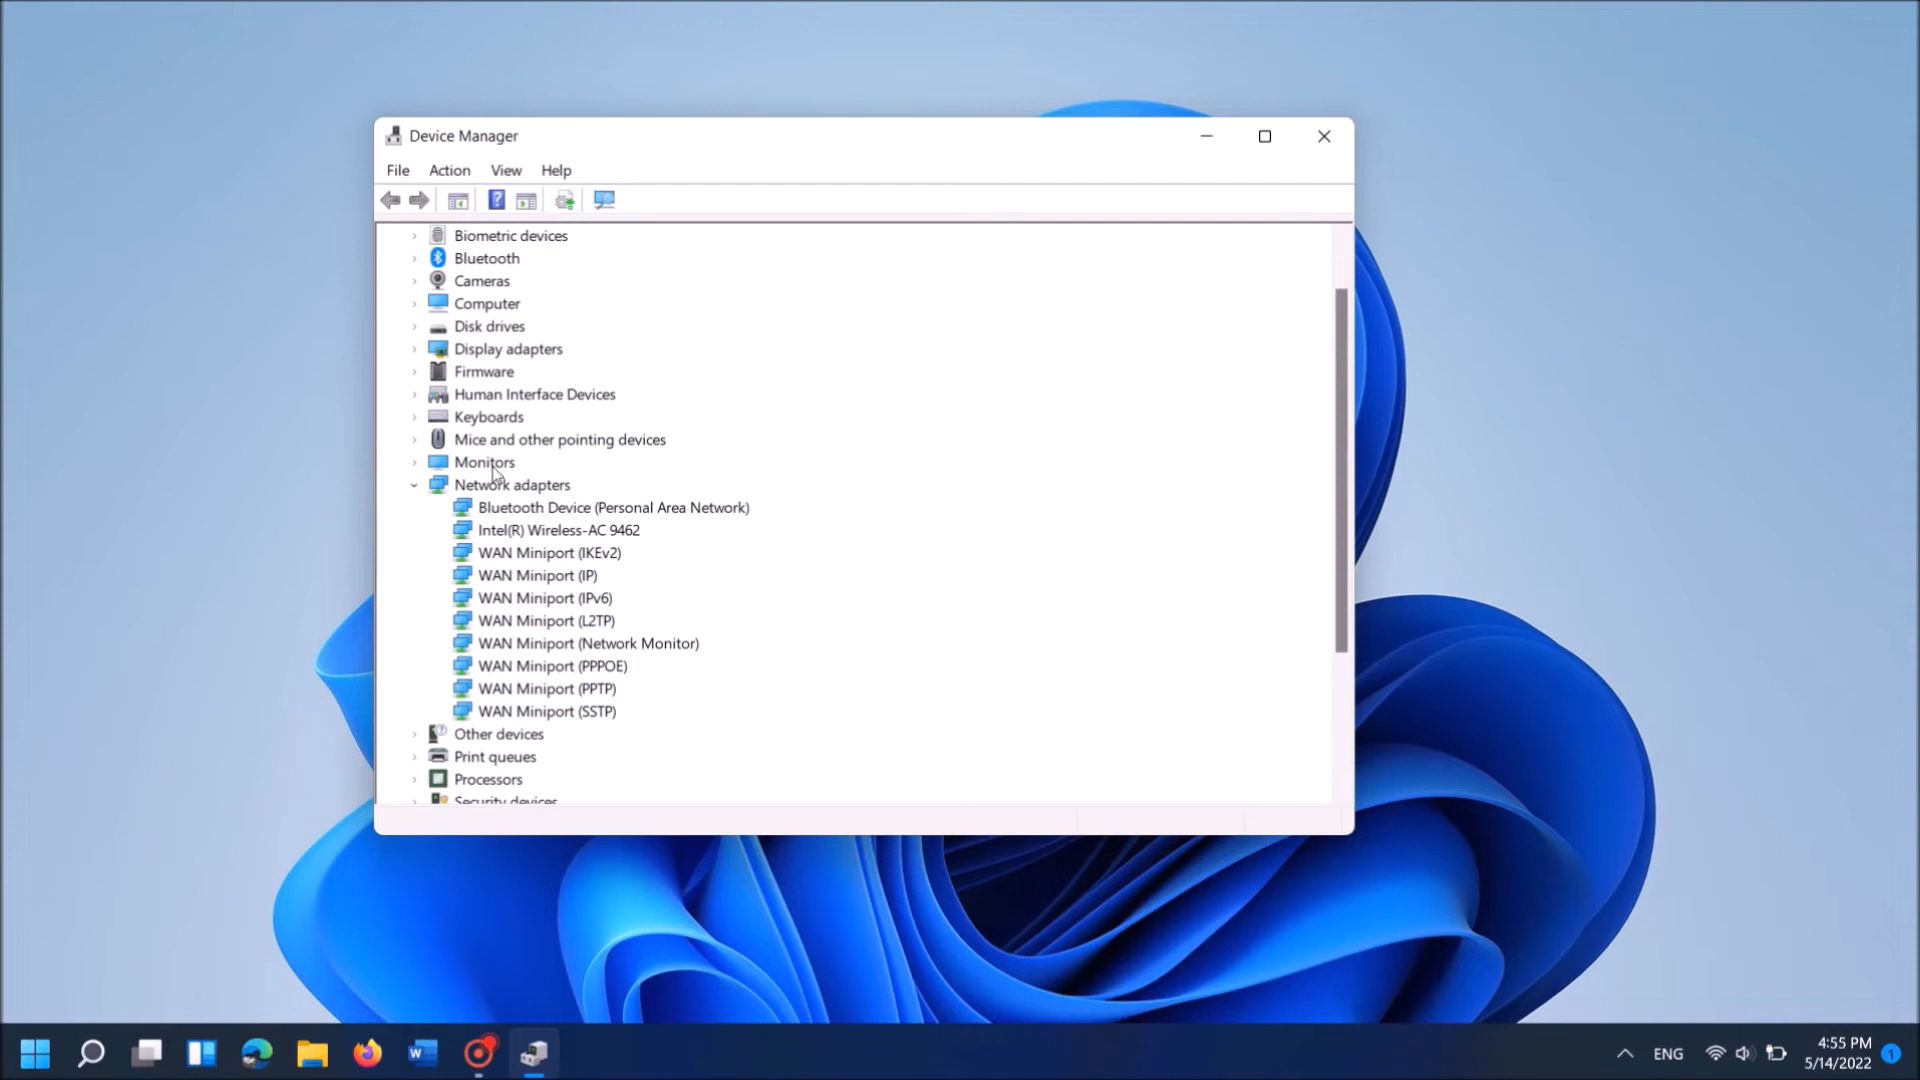 Device Manager
File Action View Help
Biometric devices
Bluetooth
Cameras
Computer
Disk drives
Display adapters
Firmware
Human Interface Devices
Keyboards
Mice and other pointing devices
Monitors
Network adapters
Bluetooth Device (Personal Area Network)
Intel(R) Wireless-AC 9462
WAN Miniport (IKEv2)
WAN Miniport (IP)
WAN Miniport (IPv6)
WAN Miniport (L2TP)
WAN Miniport (Network Monitor)
WAN Miniport (PPPOE)
WAN Miniport (PPTP)
WAN Miniport (SSTP)
Other devices
Print queues
Processors
Security devices
ENG
4:55 PM
5/14/2022
1